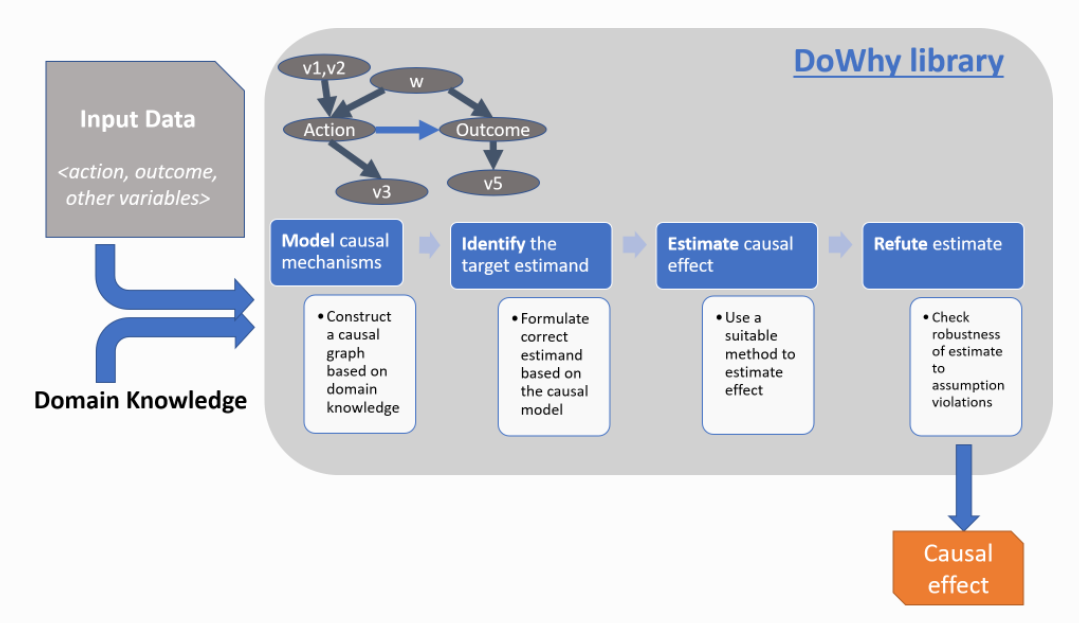 DoWhy library
Input Data
<action, outcome,
other variables>
v1,v2
w
Action
Outcome
v3
v5
Model causal
mechanisms
Identify the
target estimand
Estimate causal
effect
Refute estimate
• Construct
a causal
graph
based on
domain
knowledge
• Formulate
correct
estimand
based on
the causal
model
• Use a
suitable
method to
estimate
effect
• Check
robustness
of estimate
to
assumption
violations
Domain Knowledge
Causal
effect